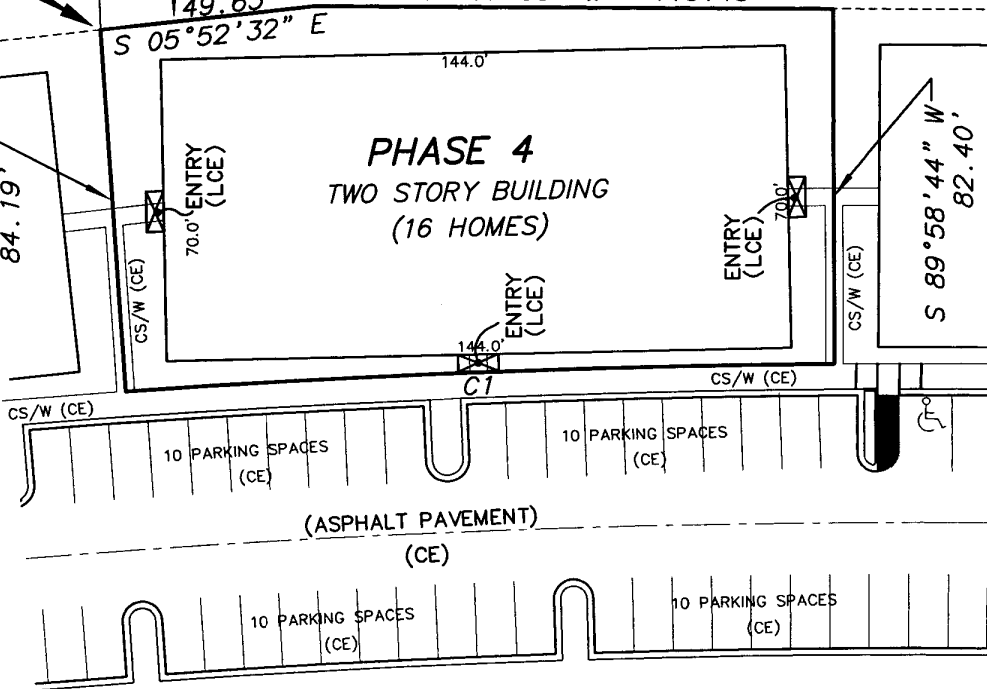 149.65'
S 05°52'32" E
144.0'
PHASE 4
TWO STORY BUILDING
(16 HOMES)
ENTRY
(LCE)
70.0'
84.19'
CS/W (CE)
ENTRY
(LCE)
70.0'
ENTRY
(LCE)
S 89°58'44" W
82.40'
CS/W (CE)
144.0'
C1
CS/W (CE)
CS/W (CE)
10 PARKING SPACES
(CE)
10 PARKING SPACES
(CE)
(ASPHALT PAVEMENT)
(CE)
10 PARKING SPACES
(CE)
10 PARKING SPACES
(CE)